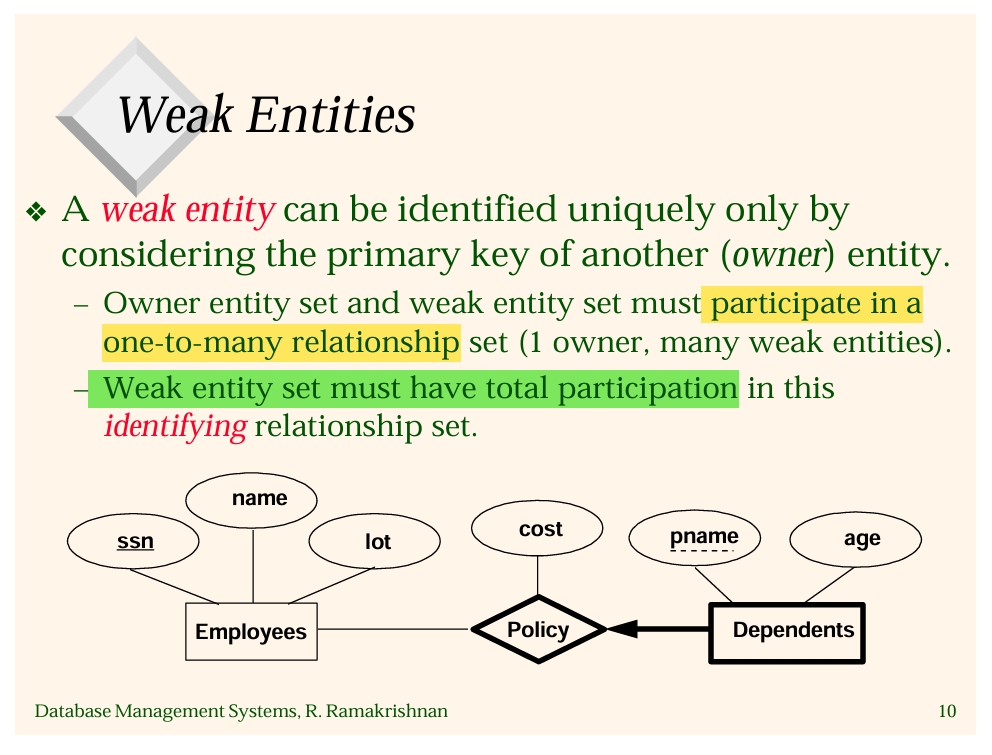 Weak Entities
❖ A weak entity can be identified uniquely only by
considering the primary key of another (owner) entity.
– Owner entity set and weak entity set must participate in a
one-to-many relationship set (1 owner, many weak entities).
– Weak entity set must have total participation in this
identifying relationship set.
name
ssn
lot
cost
pname
age
Employees
Policy
Dependents
Database Management Systems, R. Ramakrishnan
10